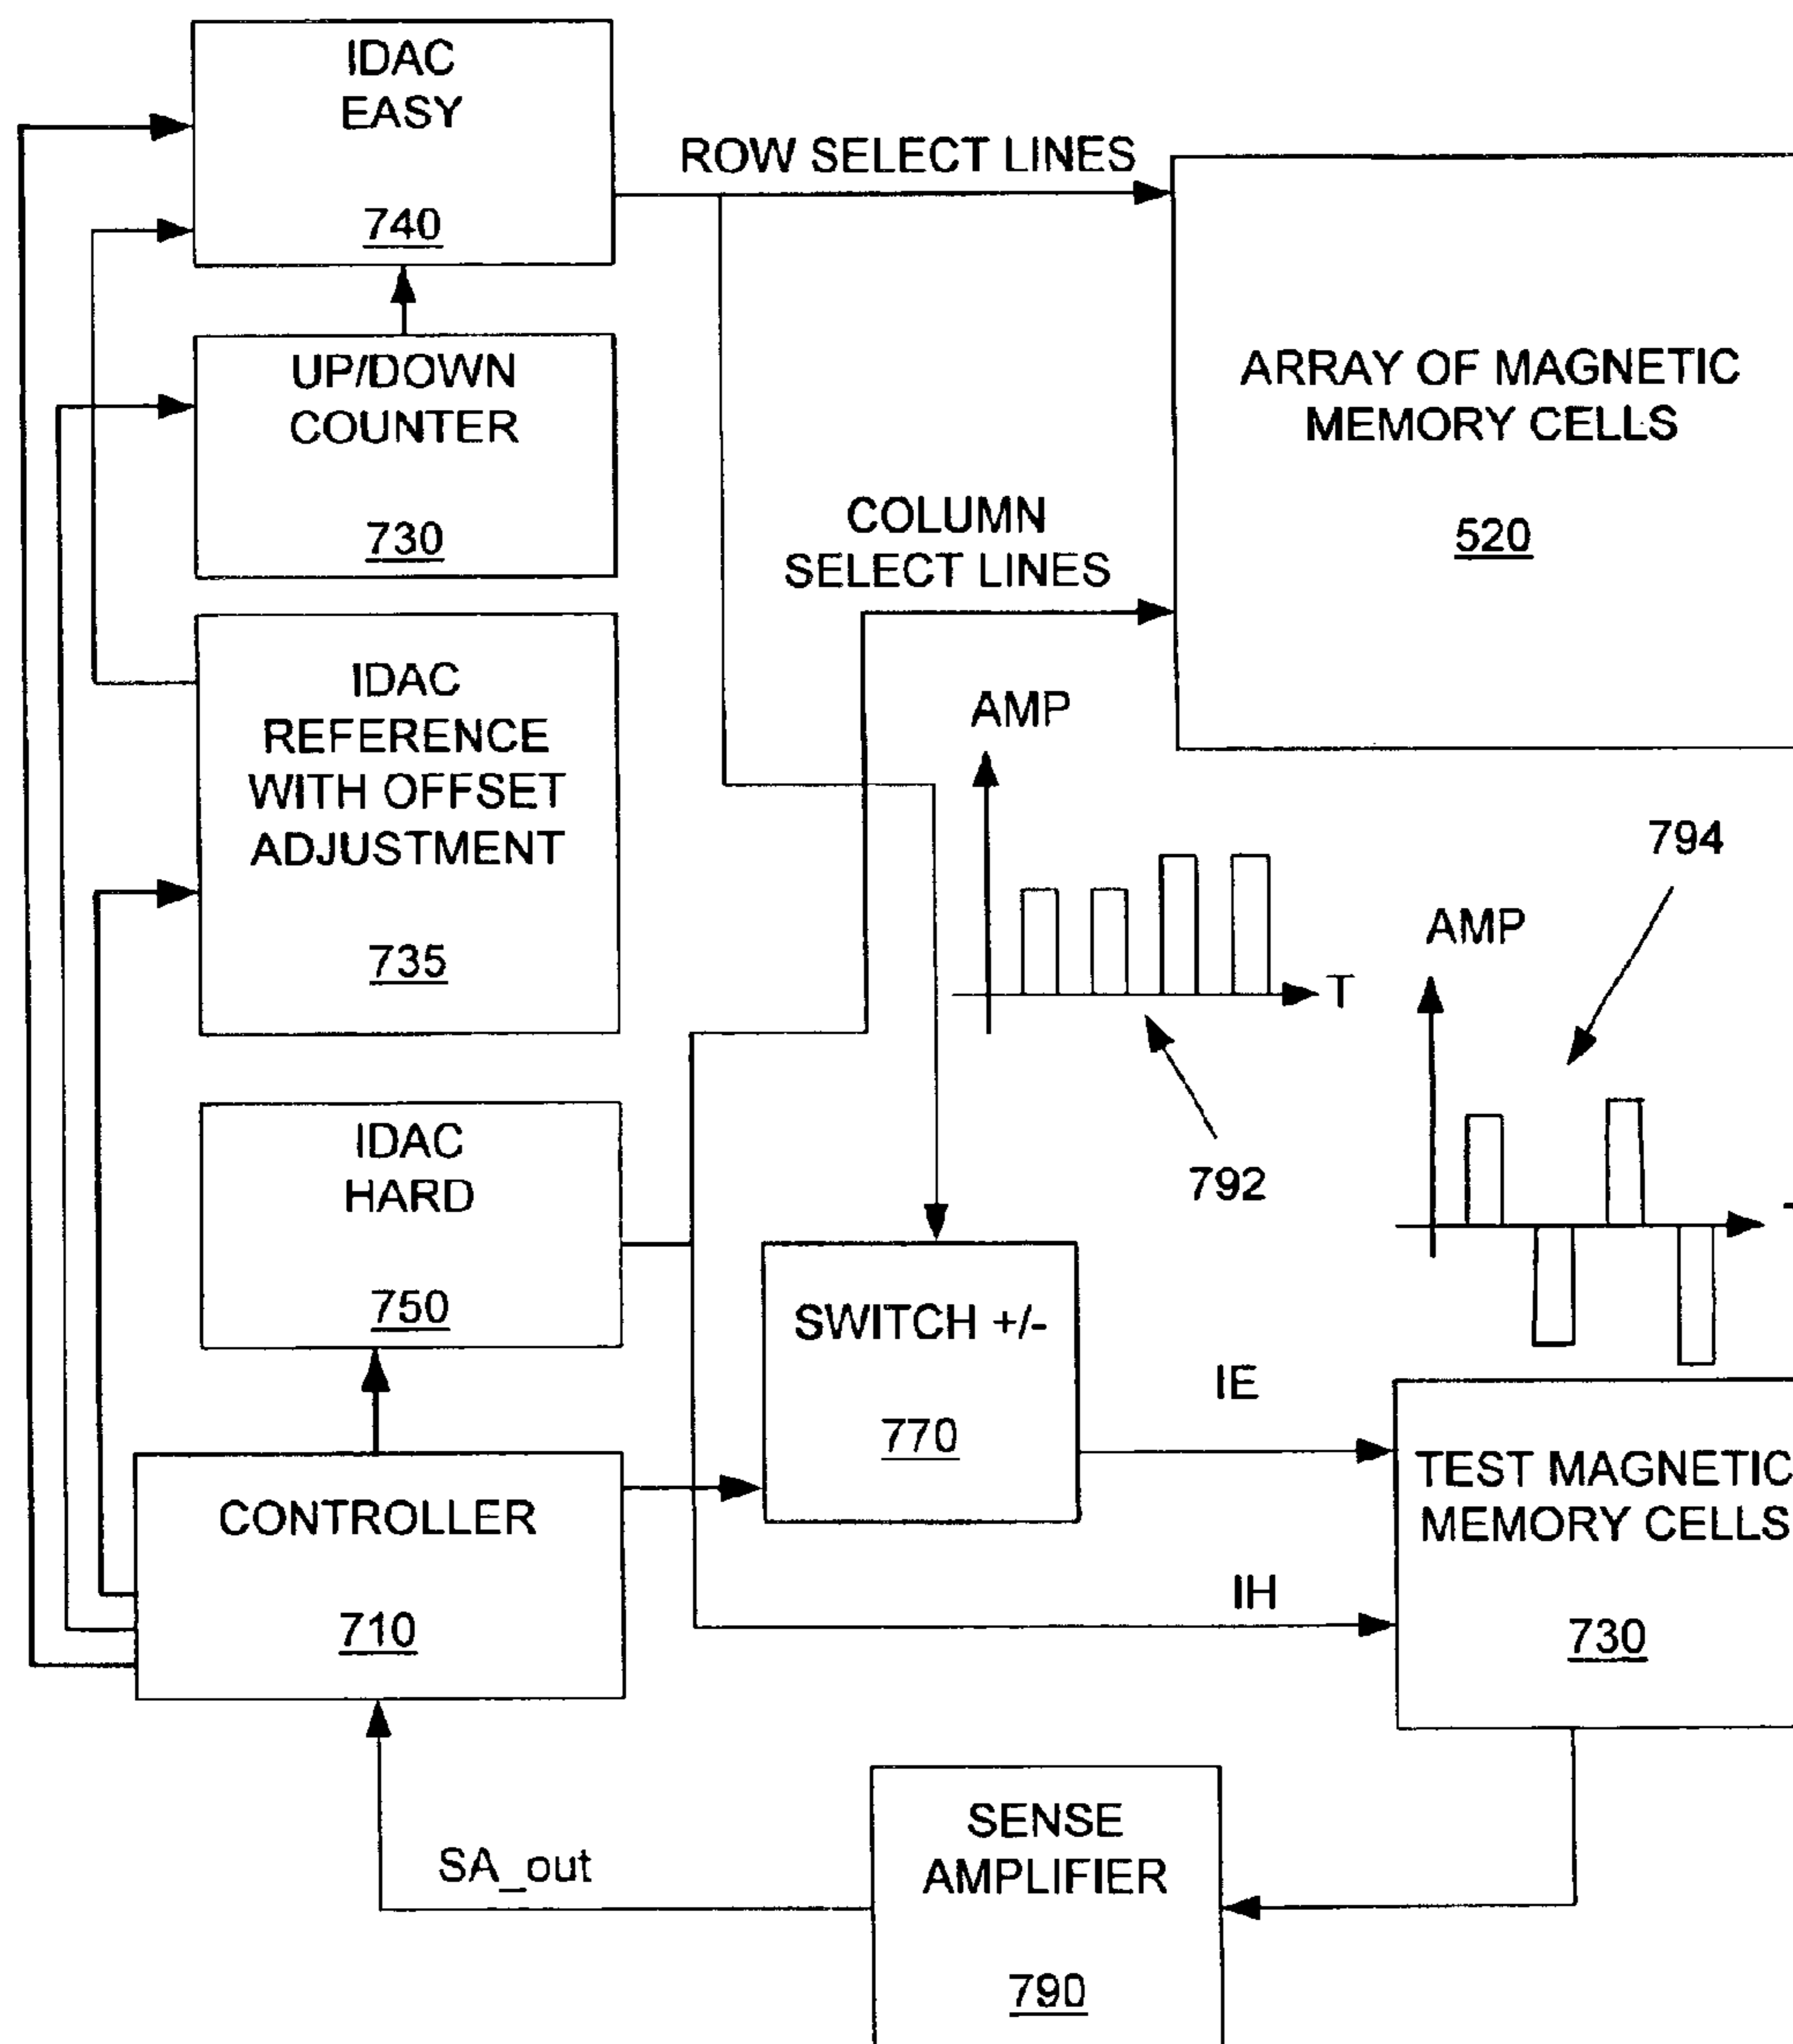 IDAC
EASY
740
ROW SELECT LINES
UP/DOWN
COUNTER
730
ARRAY OF MAGNETIC
MEMORY CELLS
520
COLUMN
SELECT LINES
IDAC
REFERENCE
WITH OFFSET
ADJUSTMENT
735
AMP
T
792
794
AMP
IDAC
HARD
750
SWITCH +/-
770
IE
IH
CONTROLLER
710
TEST MAGNETIC
MEMORY CELLS
730
SA_out
SENSE
AMPLIFIER
790